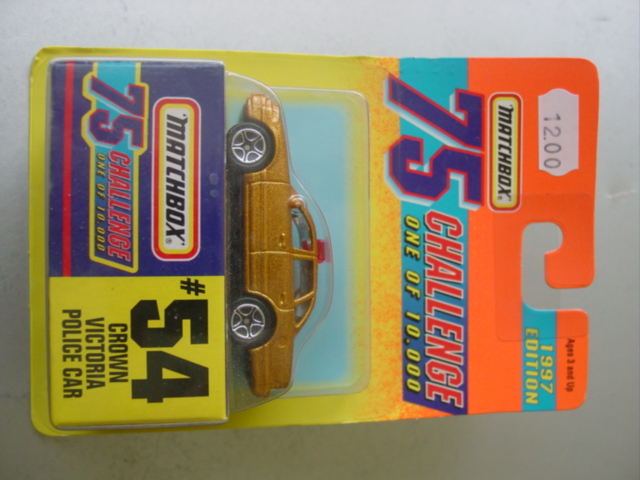 12.00
MATCHBOX®
75
CHALLENGE
ONE OF 10,000
1997
EDITION
Ages 3 and Up
MATCHBOX®
75
CHALLENGE
ONE OF 10,000
#54
CROWN
VICTORIA
POLICE CAR